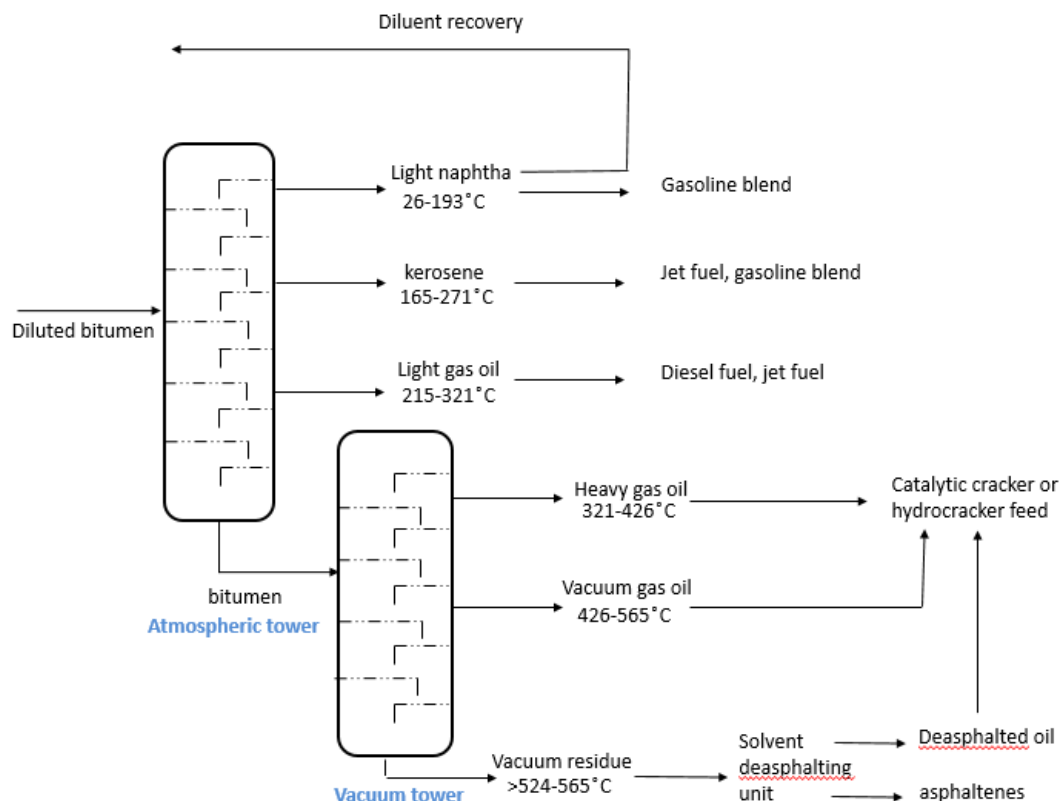 Diluent recovery
Light naphtha
26-193˚C
Gasoline blend
kerosene
165-271˚C
Jet fuel, gasoline blend
Diluted bitumen
Light gas oil
215-321˚C
Diesel fuel, jet fuel
Heavy gas oil
321-426˚C
Catalytic cracker or
hydrocracker feed
bitumen
Atmospheric tower
Vacuum gas oil
426-565˚C
Vacuum residue
>524-565˚C
Vacuum tower
Solvent
deasphalting
unit
Deasphalted oil
asphaltenes